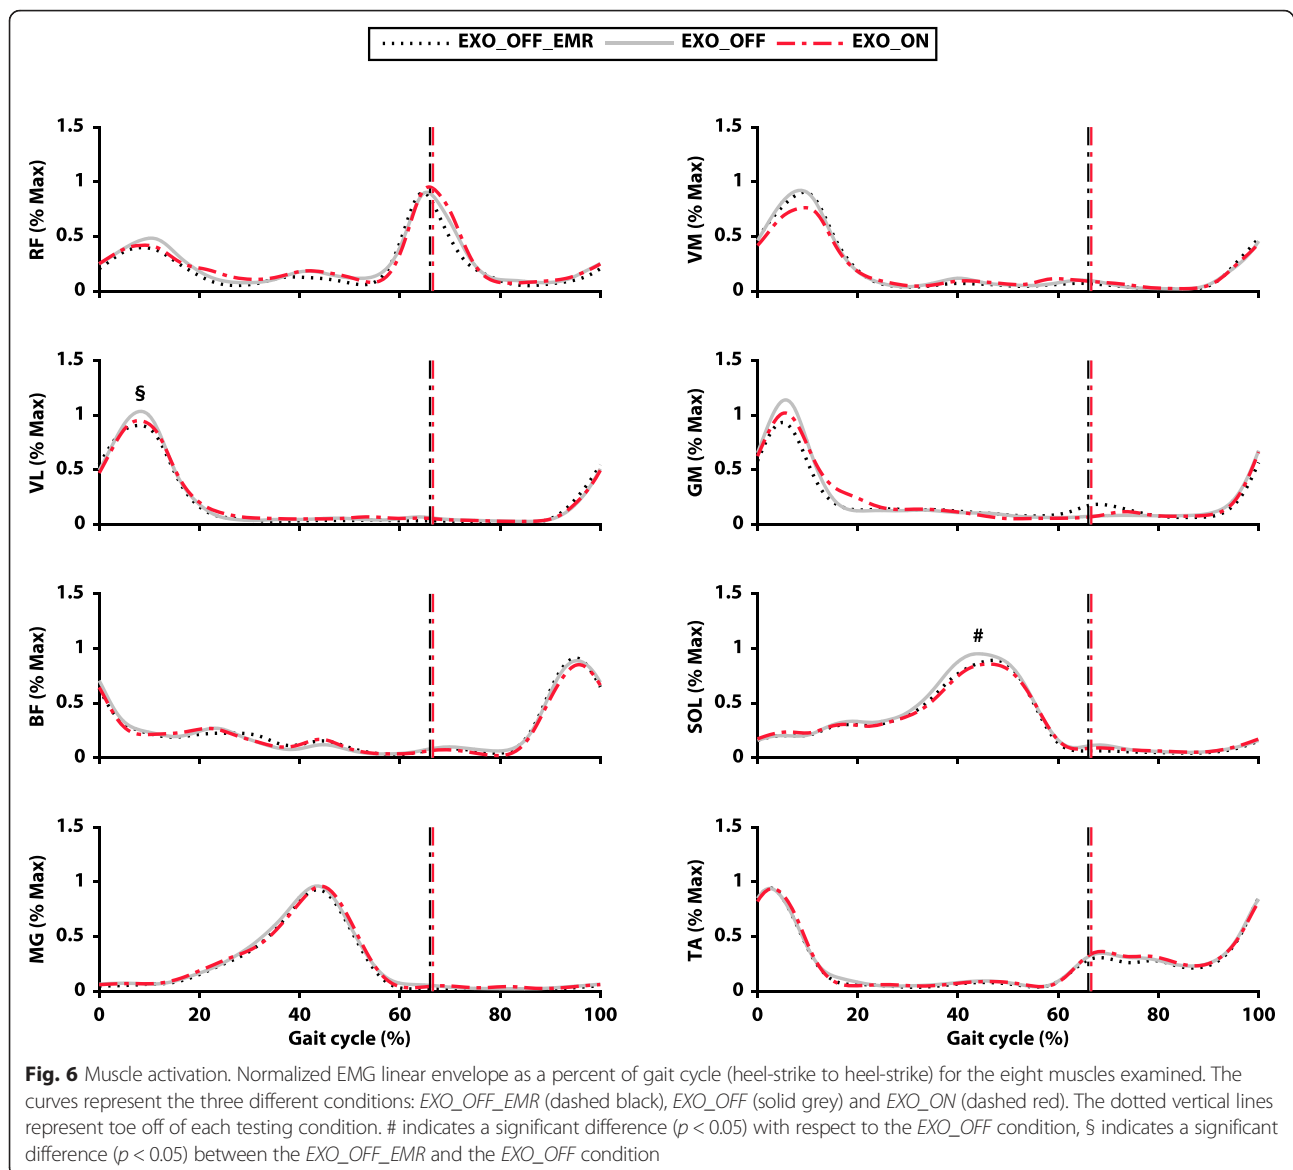 EXO_OFF_EMR EXO_OFF EXO_ON
1.5
1
0.5
0
RF (% Max)
0 20 40 60 80 100
1.5
1
0.5
0
VM (% Max)
1.5
1
0.5
0
VL (% Max)
§
1.5
1
0.5
0
GM (% Max)
1.5
1
0.5
0
BF (% Max)
1.5
1
0.5
0
SOL (% Max)
#
1.5
1
0.5
0
MG (% Max)
0 20 40 60 80 100
Gait cycle (%)
1.5
1
0.5
0
TA (% Max)
0 20 40 60 80 100
Gait cycle (%)
Fig. 6 Muscle activation. Normalized EMG linear envelope as a percent of gait cycle (heel-strike to heel-strike) for the eight muscles examined. The
curves represent the three different conditions: EXO_OFF_EMR (dashed black), EXO_OFF (solid grey) and EXO_ON (dashed red). The dotted vertical lines
represent toe off of each testing condition. # indicates a significant difference (p < 0.05) with respect to the EXO_OFF condition, § indicates a significant
difference (p < 0.05) between the EXO_OFF_EMR and the EXO_OFF condition